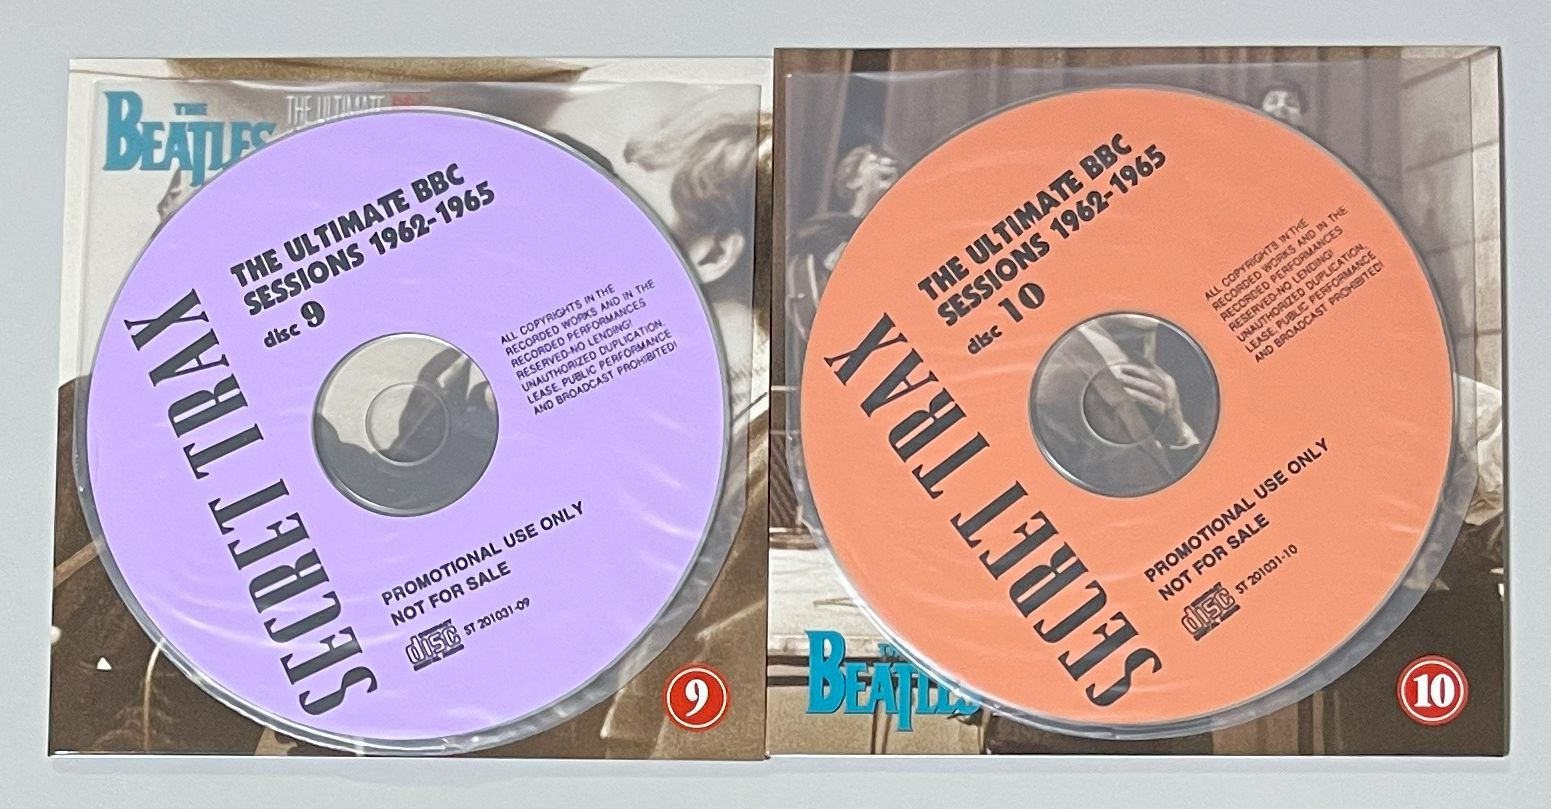 THE
BEATLES
THE ULTIMATE BBC
THE ULTIMATE BBC
SESSIONS 1962-1965
disc 9
ALL COPYRIGHTS IN THE
RECORDED WORKS AND IN THE
RECORDED PERFORMANCES
RESERVED-NO LENDING!
UNAUTHORIZED DUPLICATION,
LEASE, PUBLIC PERFORMANCE
AND BROADCAST PROHIBITED!
SECRET TRAX
PROMOTIONAL USE ONLY
NOT FOR SALE
disc ST 201031-09
9
THE ULTIMATE BBC
SESSIONS 1962-1965
disc 10
ALL COPYRIGHTS IN THE
RECORDED WORKS AND IN THE
RECORDED PERFORMANCES
RESERVED-NO LENDING!
UNAUTHORIZED DUPLICATION,
LEASE, PUBLIC PERFORMANCE
AND BROADCAST PROHIBITED!
SECRET TRAX
PROMOTIONAL USE ONLY
NOT FOR SALE
disc ST 201031-10
THE
BEATLES
10